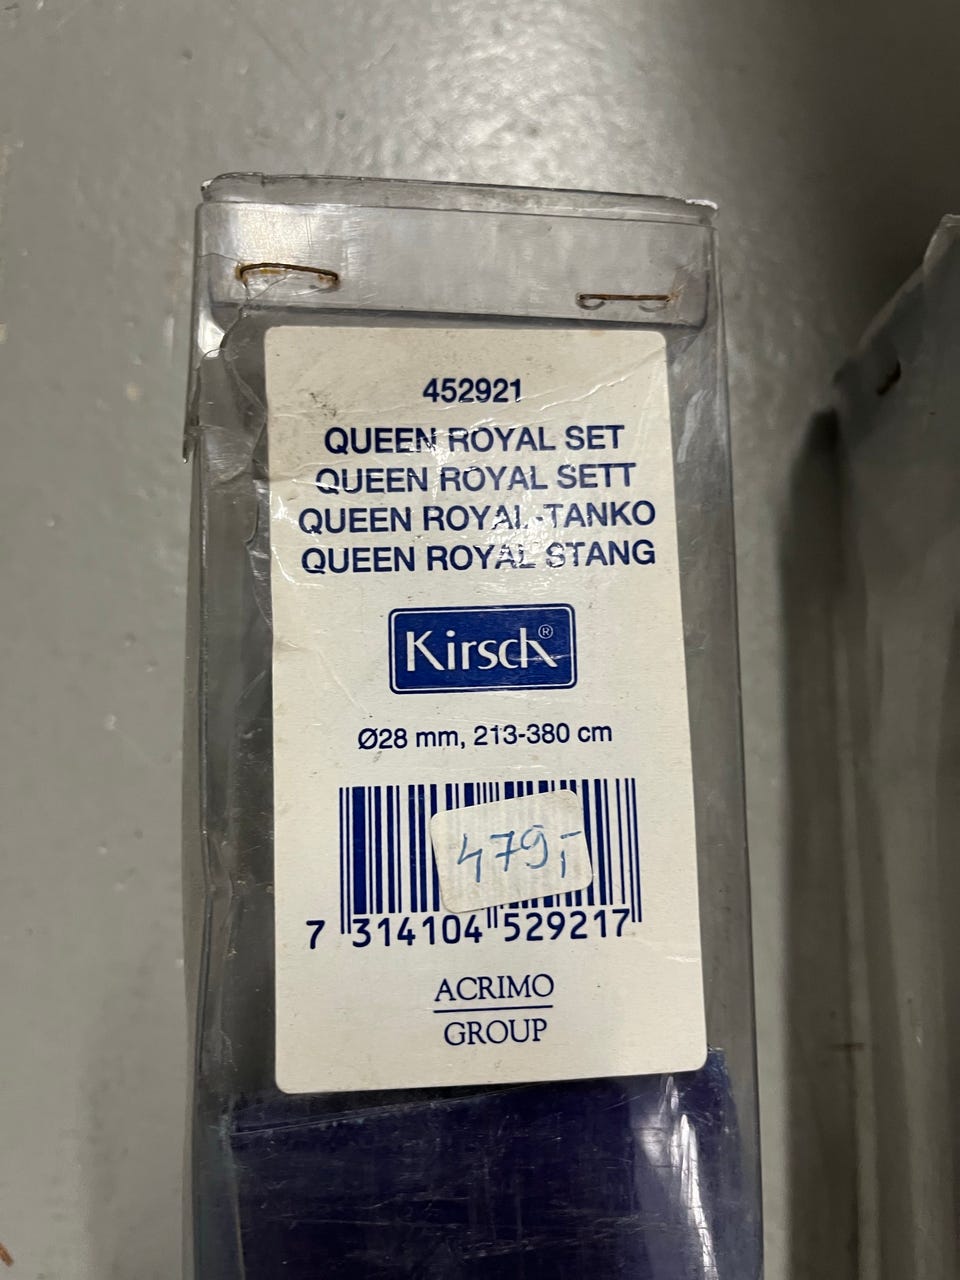 452921
QUEEN ROYAL SET
QUEEN ROYAL SETT
QUEEN ROYAL-TANKO
QUEEN ROYAL STANG
Kirsch®
Ø28 mm, 213-380 cm
479,-
7 314104 529217
ACRIMO
GROUP